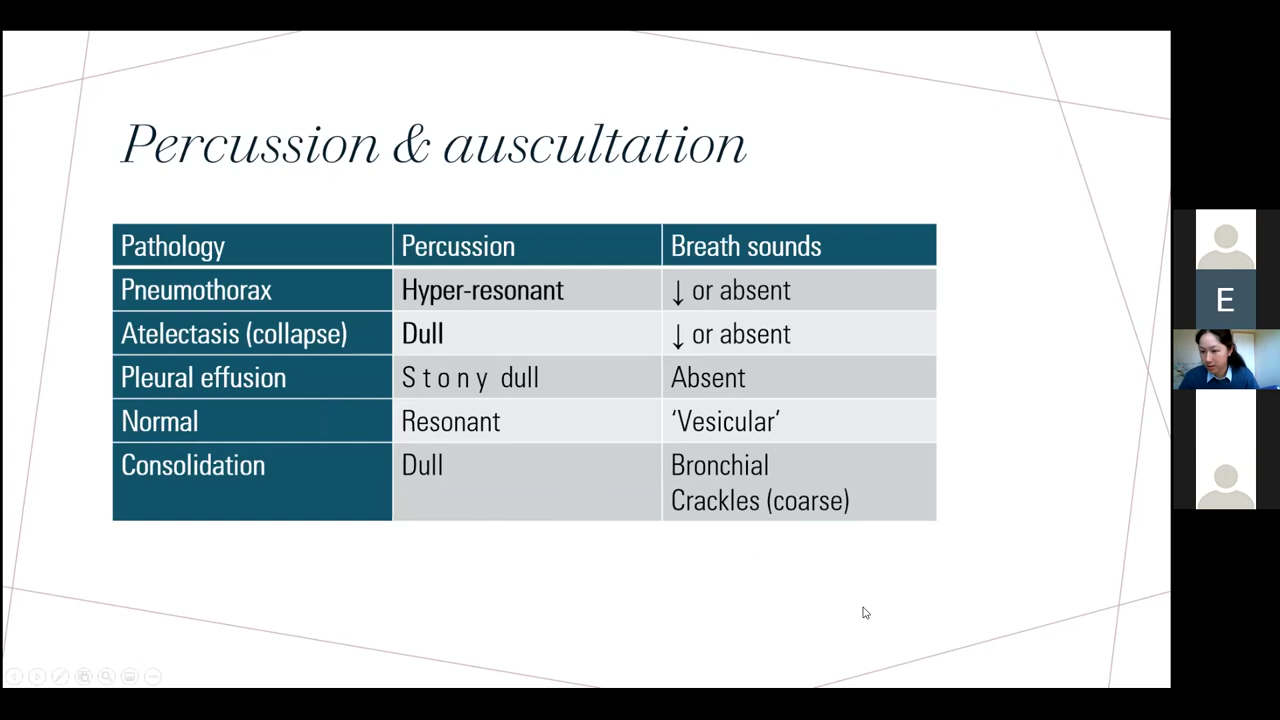 Percussion & auscultation
Pathology Percussion Breath sounds
Pneumothorax Hyper-resonant ↓ or absent
Atelectasis (collapse) Dull ↓ or absent
Pleural effusion S t o n y dull Absent
Normal Resonant ‘Vesicular’
Consolidation Dull Bronchial
Crackles (coarse)
E